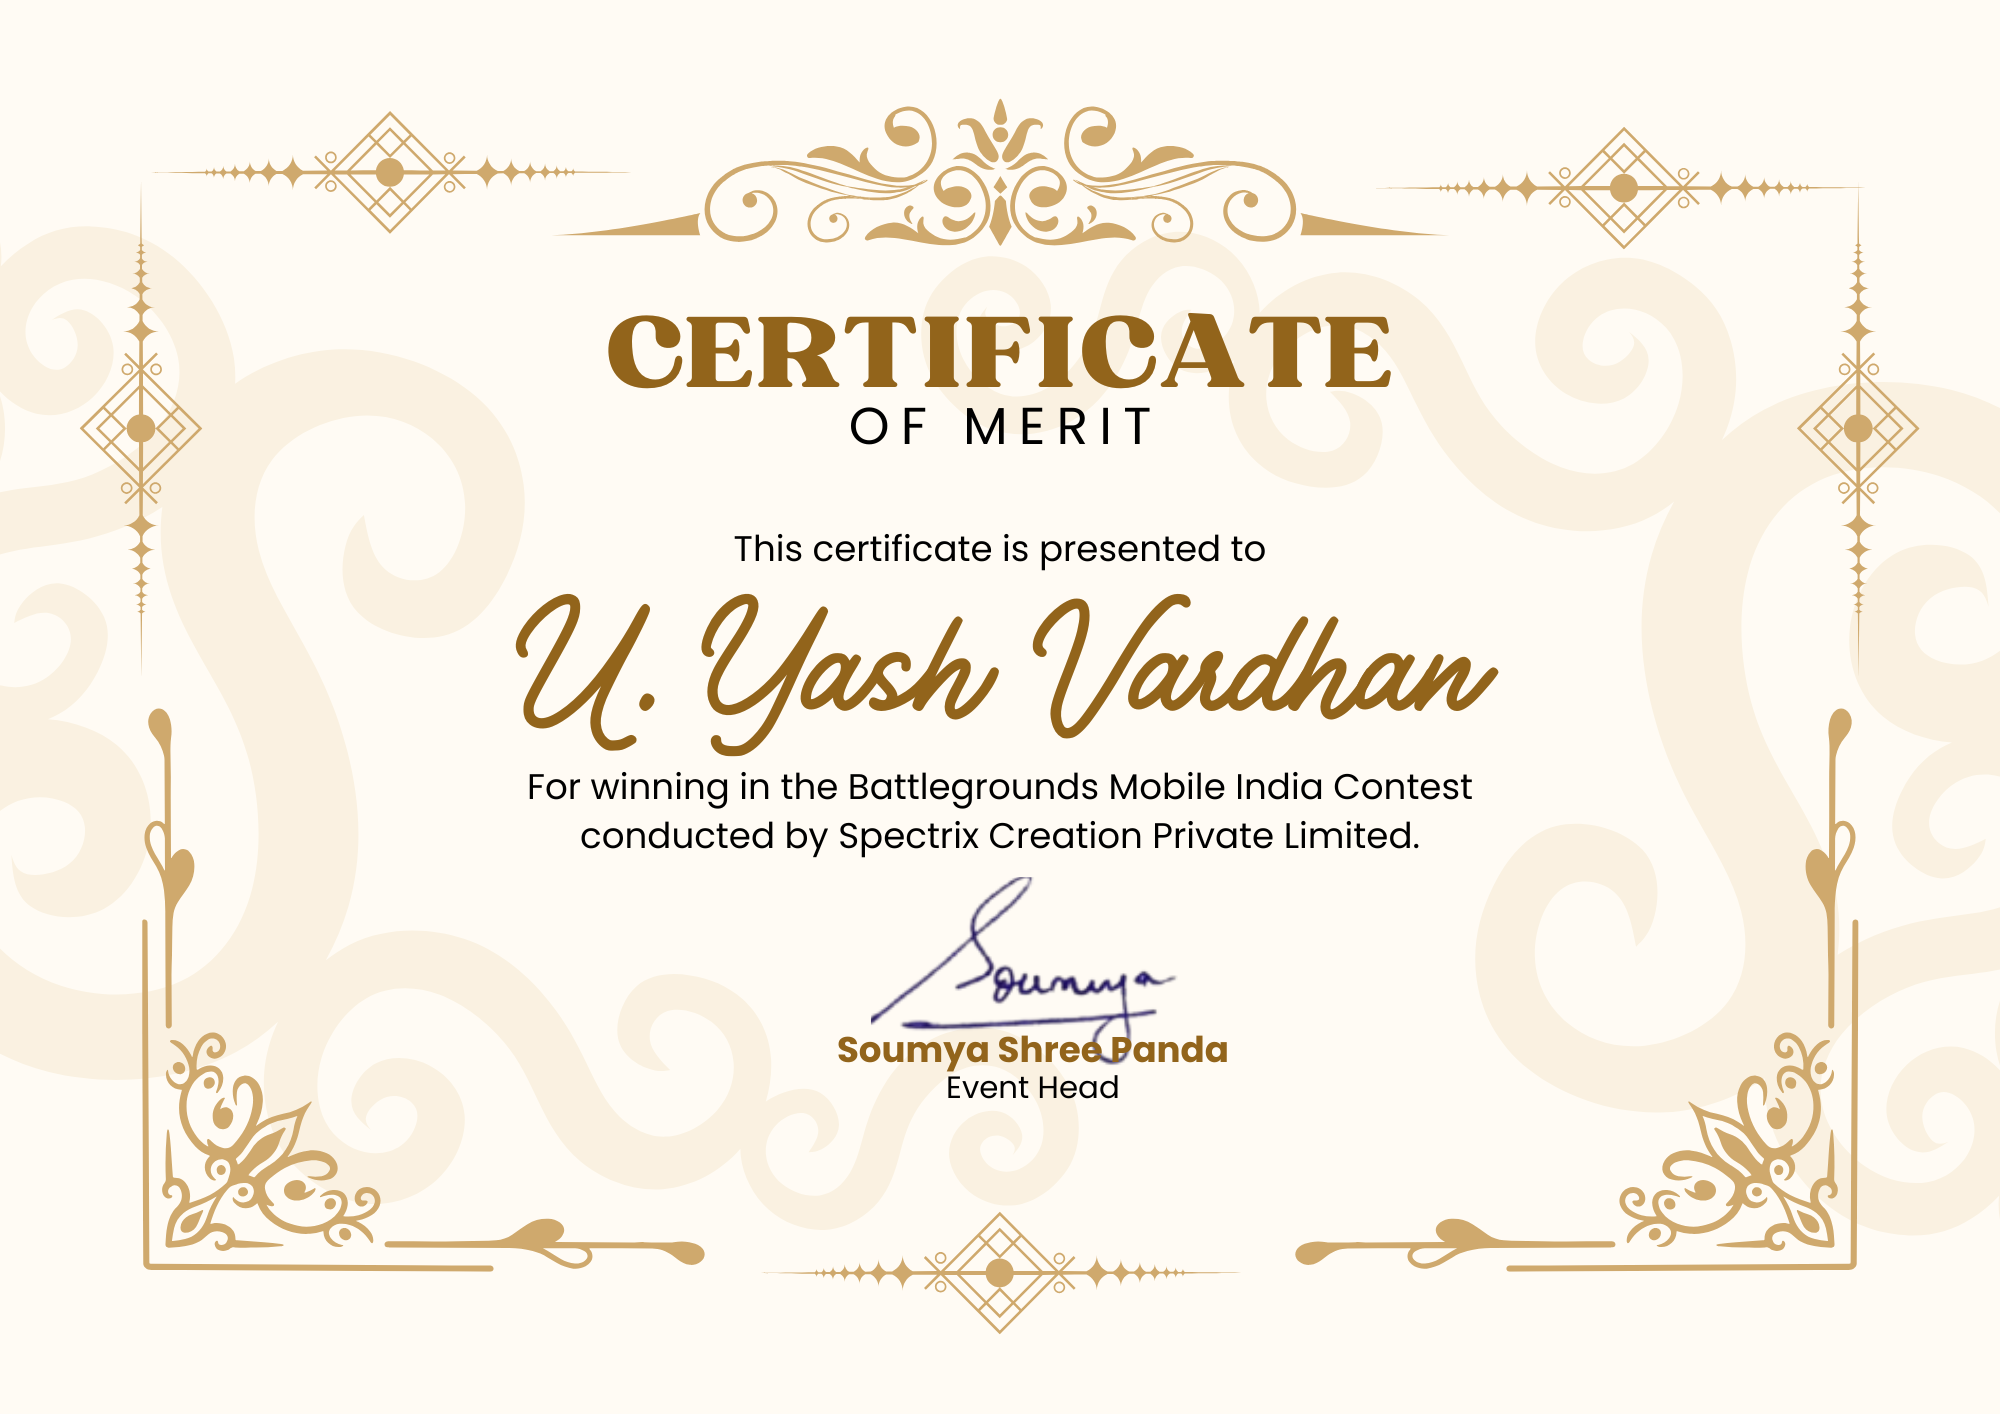 CERTIFICATE
OF MERIT
This certificate is presented to
U. Yash Vardhan
For winning in the Battlegrounds Mobile India Contest
conducted by Spectrix Creation Private Limited.
Soumya
Soumya Shree Panda
Event Head